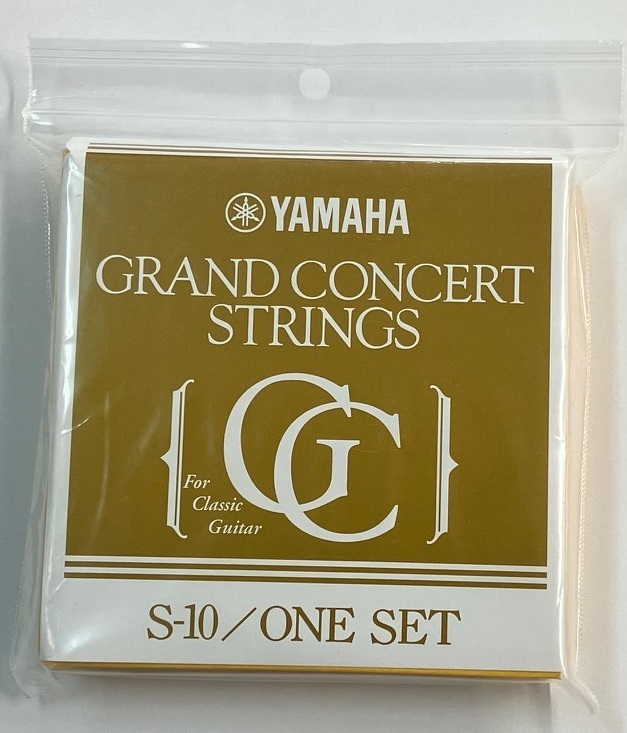 YAMAHA
GRAND CONCERT
STRINGS
GC
For
Classic
Guitar
S-10/ONE SET